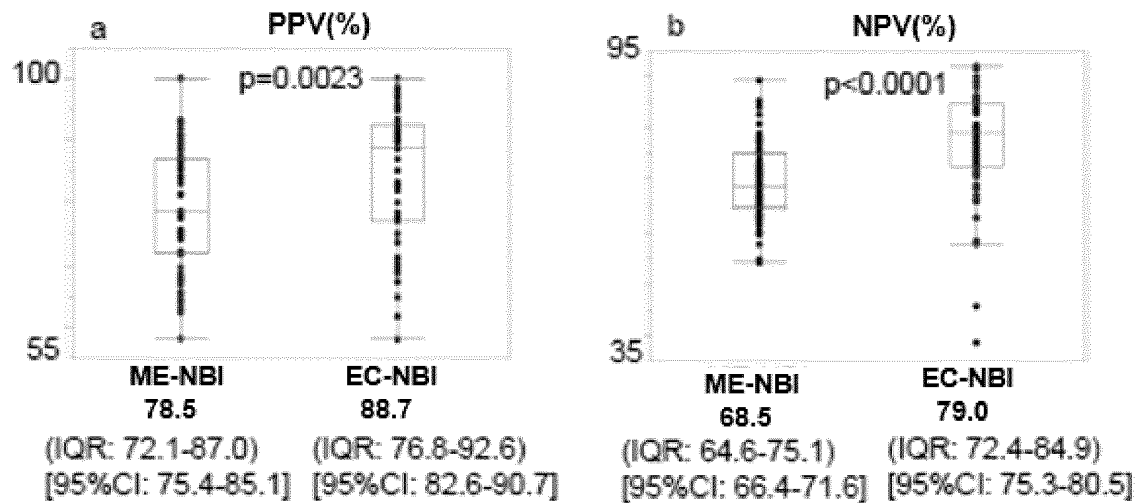 a PPV(%)
100
p=0.0023
55
ME-NBI EC-NBI
78.5 88.7
(IQR: 72.1-87.0) (IQR: 76.8-92.6)
[95%CI: 75.4-85.1] [95%CI: 82.6-90.7]
b NPV(%)
95
p<0.0001
35
ME-NBI EC-NBI
68.5 79.0
(IQR: 64.6-75.1) (IQR: 72.4-84.9)
[95%CI: 66.4-71.6] [95%CI: 75.3-80.5]